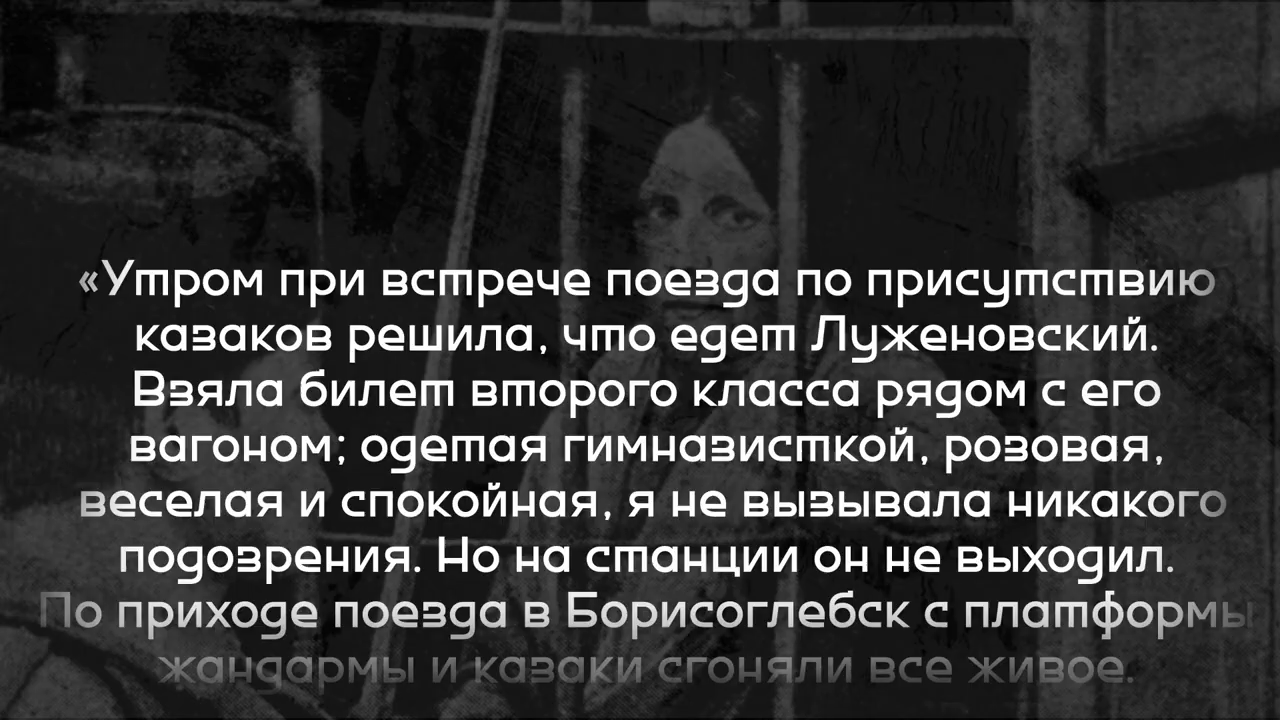 «Утром при встрече поезда по присутствию
казаков решила, что едет Луженовский.
Взяла билет второго класса рядом с его
вагоном; одетая гимназисткой, розовая,
веселая и спокойная, я не вызывала никакого
подозрения. Но на станции он не выходил.
По приходе поезда в Борисоглебск с платформы
жандармы и казаки сгоняли все живое.